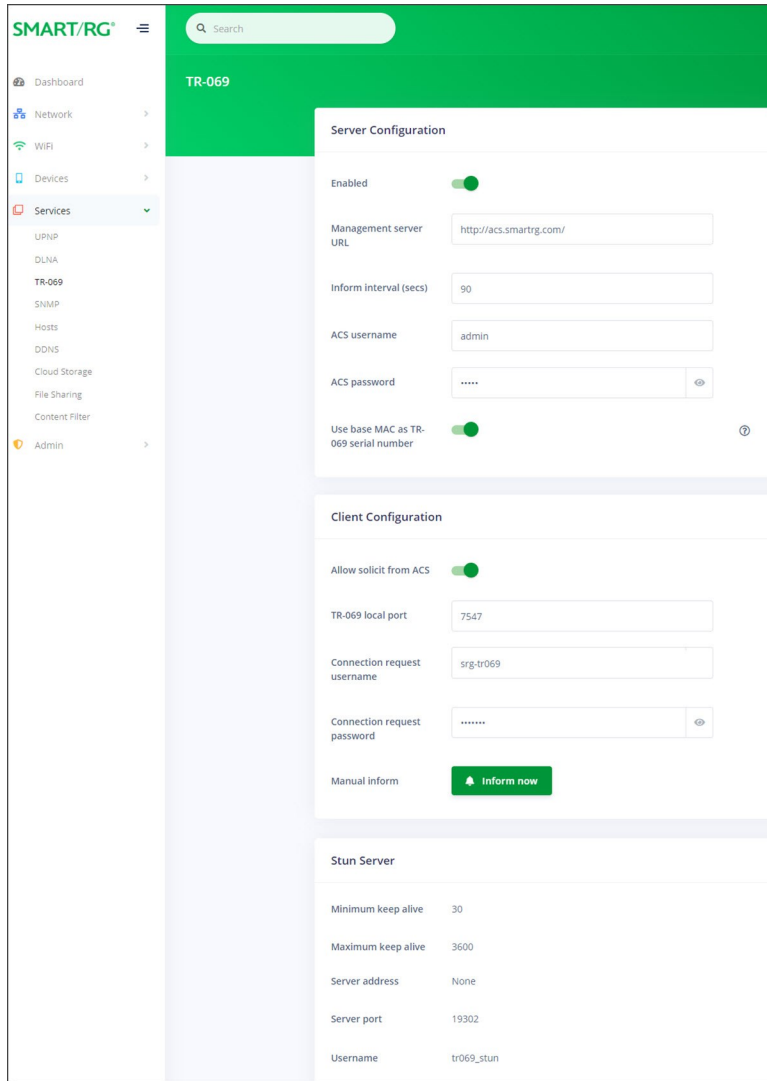 SMART/RG®
Search
Dashboard
Network
WiFi
Devices
Services
UPNP
DLNA
TR-069
SNMP
Hosts
DDNS
Cloud Storage
File Sharing
Content Filter
Admin
TR-069
Server Configuration
Enabled
Management server
URL
http://acs.smartrg.com/
Inform interval (secs)
90
ACS username
admin
ACS password
•••••
Use base MAC as TR-
069 serial number
Client Configuration
Allow solicit from ACS
TR-069 local port
7547
Connection request
username
srg-tr069
Connection request
password
•••••••
Manual inform
Inform now
Stun Server
Minimum keep alive
30
Maximum keep alive
3600
Server address
None
Server port
19302
Username
tr069_stun